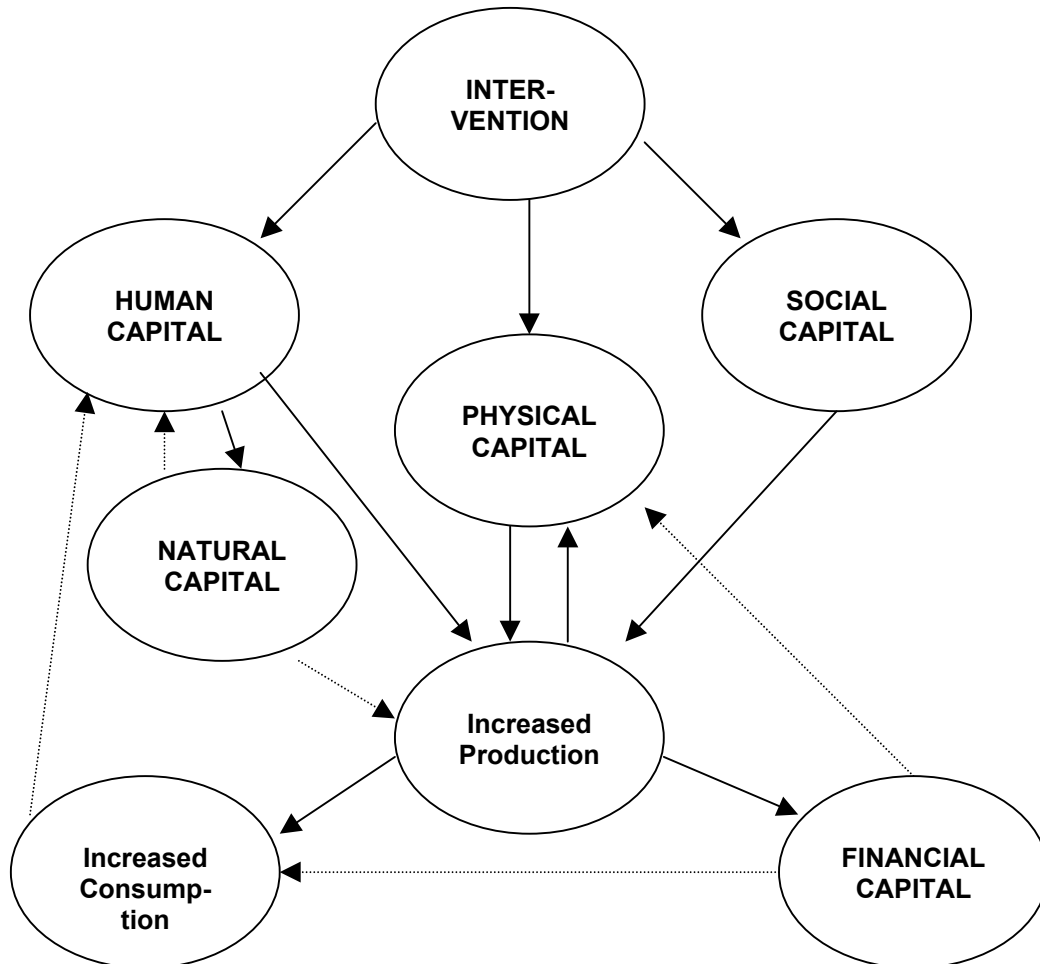 INTER-
VENTION
HUMAN
CAPITAL
SOCIAL
CAPITAL
PHYSICAL
CAPITAL
NATURAL
CAPITAL
Increased
Production
Increased
Consump-
tion
FINANCIAL
CAPITAL